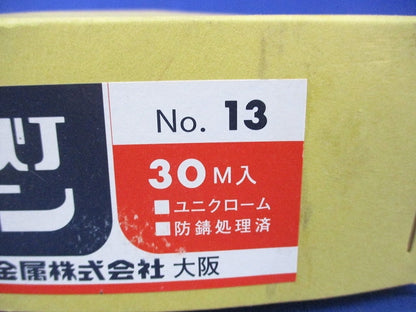 No. 13
30M入
■ユニクローム
■防錆処理済
金属株式会社 大阪